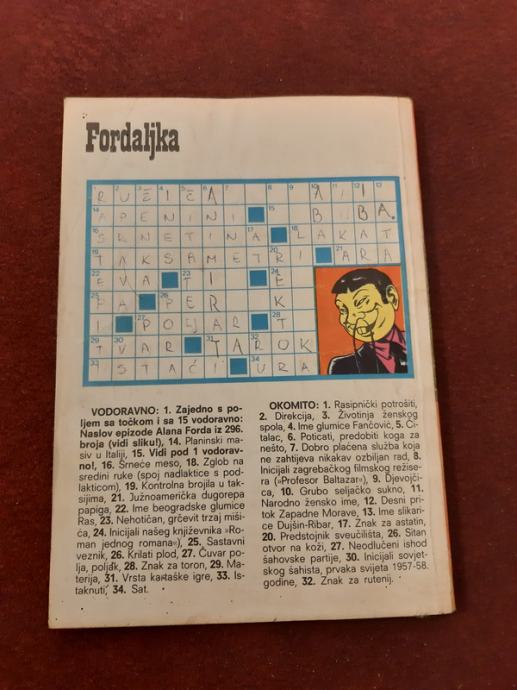 Fordaljka
R U Ž I Č A A I I
A P E N I N I B U B A.
S R N E T I N A L A K A T
T A K S A M E T R I A R A
E V A T I E
P A P E R K
I P O L J A R T
T V A R T A R O K
I S T A Ć I U R A
VODORAVNO: 1. Zajedno s po-
ljem sa točkom i sa 15 vodoravno:
Naslov epizode Alana Forda iz 296.
broja (vidi sliku!), 14. Planinski ma-
siv u Italiji, 15. Vidi pod 1 vodorav-
no!, 16. Srneće meso, 18. Zglob na
sredini ruke (spoj nadlaktice s pod-
lakticom), 19. Kontrolna brojila u tak-
sijima, 21. Južnoamerička dugorepa
papiga, 22. Ime beogradske glumice
Ras, 23. Nehotičan, grčevit trzaj miši-
ća, 24. Inicijali našeg književnika »Ro-
man jednog romana»), 25. Sastavni
veznik, 26. Krilati plod, 27. Čuvar po-
lja, poljak, 28. Znak za toron, 29. Ma-
terija, 31. Vrsta kartaške igre, 33. Is-
taknuti, 34. Sat.
OKOMITO: 1. Rasipnički potrošiti,
2. Direkcija, 3. Životinja ženskog
spola, 4. Ime glumice Fančović, 5. Či-
talac, 6. Poticati, predobiti koga za
nešto, 7. Dobro plaćena služba koja
ne zahtijeva nikakav ozbiljan rad, 8.
Inicijali zagrebačkog filmskog režise-
ra (»Profesor Baltazar«), 9. Djevojči-
ca, 10. Grubo seljačko sukno, 11.
Narodno žensko ime, 12. Desni pri-
tok Zapadne Morave, 13. Ime slikari-
ce Dujšin-Ribar, 17. Znak za astatin,
20. Predstojnik sveučilišta, 26. Sitan
otvor na koži, 27. Neodlučeni ishod
šahovske partije, 30. Inicijali sovjet-
skog šahista, prvaka svijeta 1957-58.
godine, 32. Znak za rutenij.